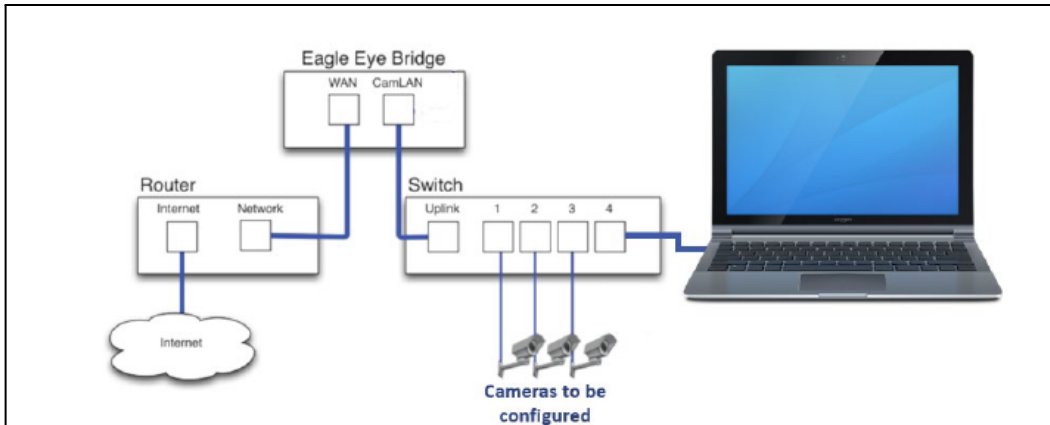 Eagle Eye Bridge
WAN CamLAN
Router
Internet Network
Switch
Uplink 1 2 3 4
Internet
Cameras to be
configured